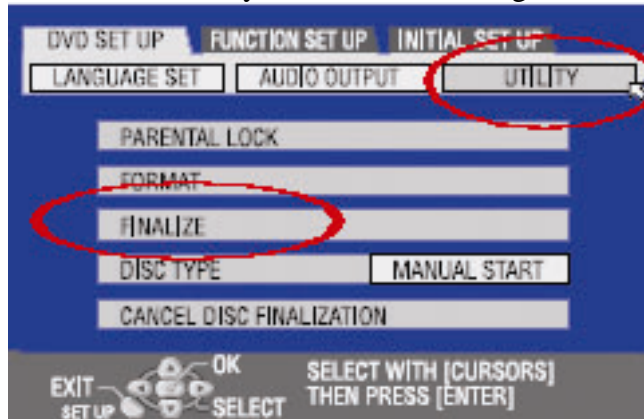 DVD SET UP FUNCTION SET UP INITIAL SET UP
LANGUAGE SET AUDIO OUTPUT UTILITY
PARENTAL LOCK
FORMAT
FINALIZE
DISC TYPE MANUAL START
CANCEL DISC FINALIZATION
OK
SELECT WITH [CURSORS]
EXIT
THEN PRESS [ENTER]
SET UP SELECT